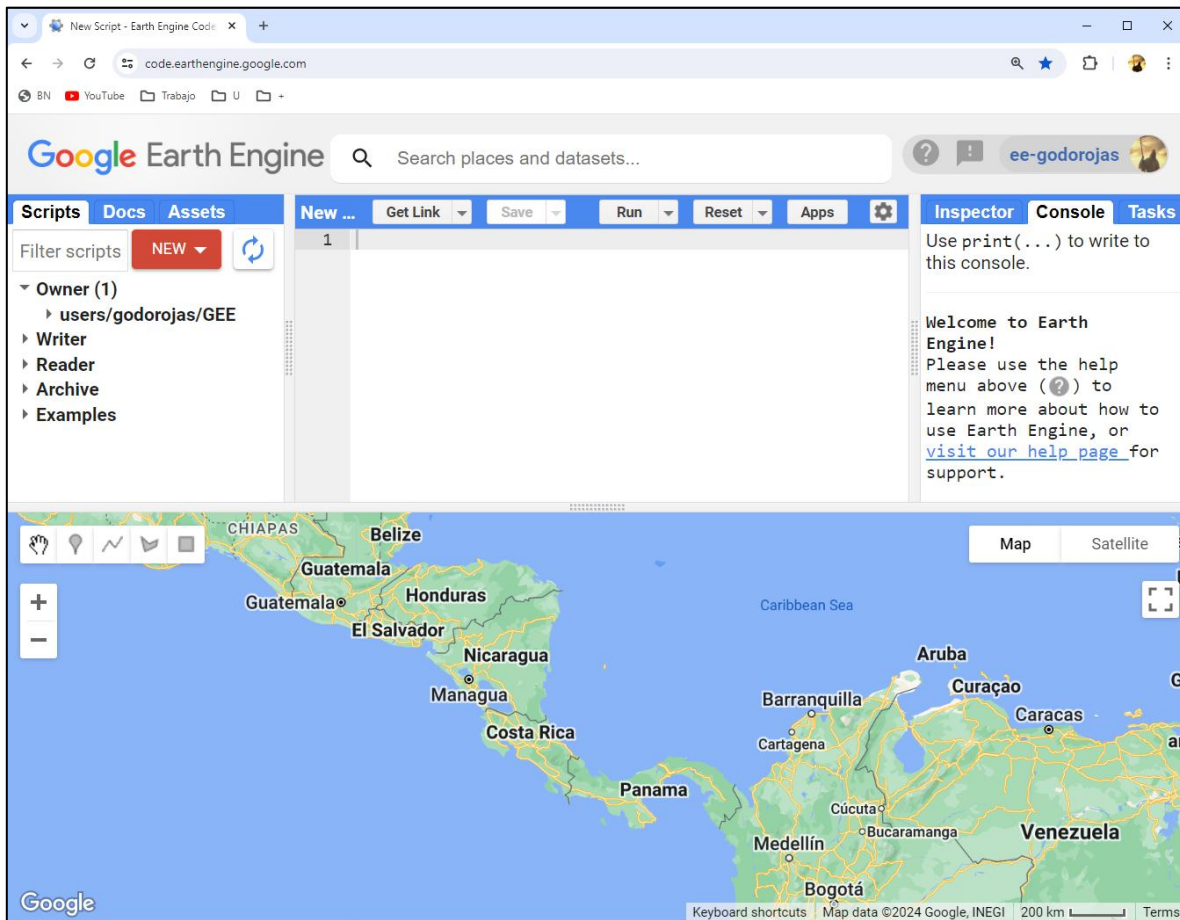 New Script - Earth Engine Code
code.earthengine.google.com
BN YouTube Trabajo U +
Google Earth Engine
Search places and datasets...
ee-godorojas
Scripts Docs Assets
Filter scripts NEW
Owner (1)
users/godorojas/GEE
Writer
Reader
Archive
Examples
New ... Get Link Save Run Reset Apps
1
Inspector Console Tasks
Use print(...) to write to
this console.
Welcome to Earth
Engine!
Please use the help
menu above (?) to
learn more about how to
use Earth Engine, or
visit our help page for
support.
Map Satellite
CHIAPAS
Belize
Guatemala
Honduras
Guatemala
Caribbean Sea
El Salvador
Nicaragua
Aruba
Managua
Curaçao
Barranquilla
Caracas
Costa Rica
Cartagena
Panama
Cúcuta
Bucaramanga
Venezuela
Medellín
Bogotá
Google
Keyboard shortcuts Map data ©2024 Google, INEGI 200 km Terms